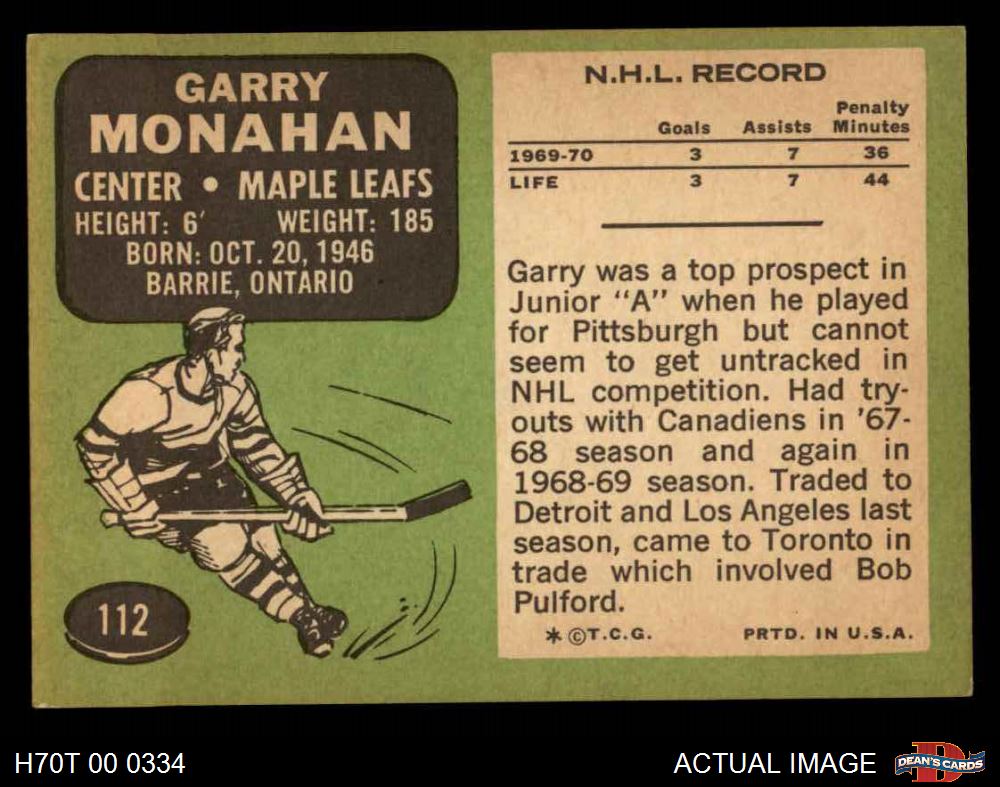 GARRY
MONAHAN
CENTER • MAPLE LEAFS
HEIGHT: 6' WEIGHT: 185
BORN: OCT. 20, 1946
BARRIE, ONTARIO
112
N.H.L. RECORD
Goals Assists Penalty Minutes
1969-70 3 7 36
LIFE 3 7 44
Garry was a top prospect in
Junior "A" when he played
for Pittsburgh but cannot
seem to get untracked in
NHL competition. Had try-
outs with Canadiens in '67-
68 season and again in
1968-69 season. Traded to
Detroit and Los Angeles last
season, came to Toronto in
trade which involved Bob
Pulford.
* © T.C.G. PRTD. IN U.S.A.
H70T 00 0334
ACTUAL IMAGE
D
DEAN'S CARDS